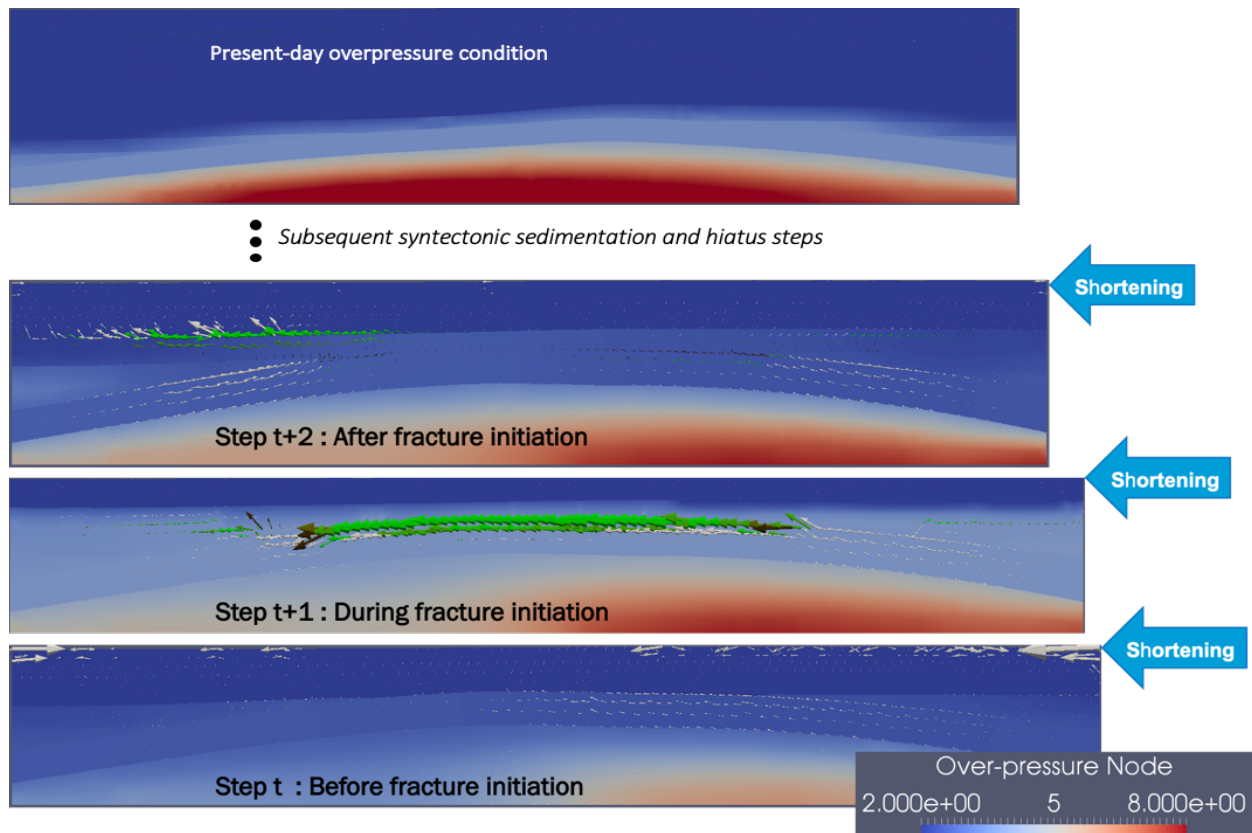 Present-day overpressure condition
Subsequent syntectonic sedimentation and hiatus steps
Shortening
Step t+2 : After fracture initiation
Shortening
Step t+1 : During fracture initiation
Shortening
Step t : Before fracture initiation
Over-pressure Node
2.000e+00 5 8.000e+00